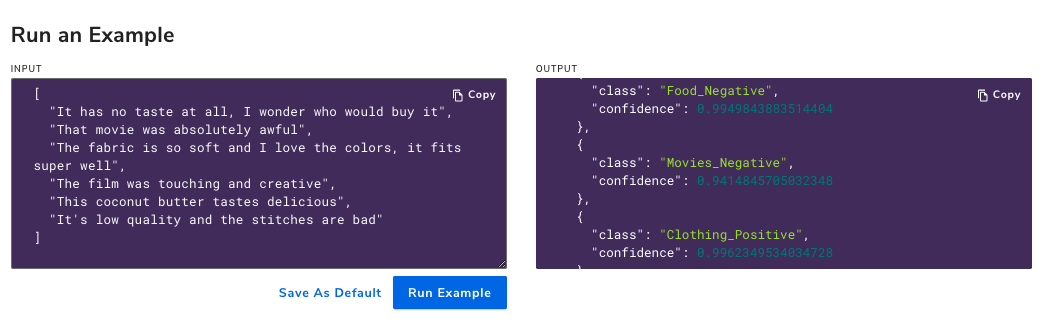 Run an Example
INPUT
Copy
[
"It has no taste at all, I wonder who would buy it",
"That movie was absolutely awful",
"The fabric is so soft and I love the colors, it fits
super well",
"The film was touching and creative",
"This coconut butter tastes delicious",
"It's low quality and the stitches are bad"
]
Save As Default
Run Example
OUTPUT
Copy
"class": "Food_Negative",
"confidence": 0.9949843883514404
},
{
"class": "Movies_Negative",
"confidence": 0.9414845705032348
},
{
"class": "Clothing_Positive",
"confidence": 0.9962349534034728
}